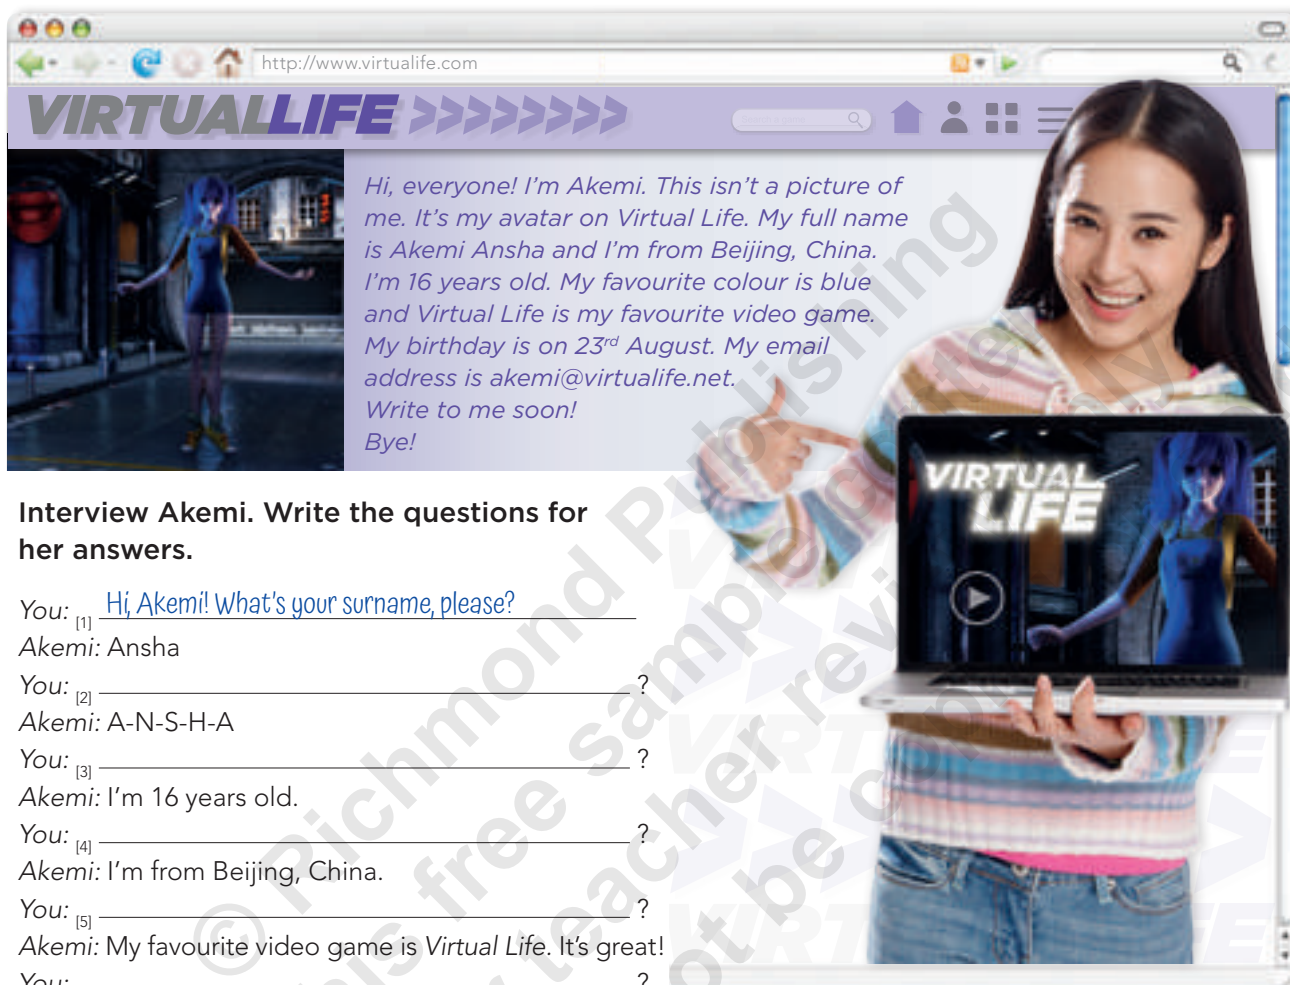 http://www.virtualife.com
VIRTUALLIFE
Hi, everyone! I'm Akemi. This isn't a picture of
me. It's my avatar on Virtual Life. My full name
is Akemi Ansha and I'm from Beijing, China.
I'm 16 years old. My favourite colour is blue
and Virtual Life is my favourite video game.
My birthday is on 23rd August. My email
address is akemi@virtualife.net.
Write to me soon!
Bye!
VIRTUAL
LIFE
Interview Akemi. Write the questions for
her answers.
You: [1] Hi, Akemi! What's your surname, please?
Akemi: Ansha
You: [2] ?
Akemi: A-N-S-H-A
You: [3] ?
Akemi: I'm 16 years old.
You: [4] ?
Akemi: I'm from Beijing, China.
You: [5] ?
Akemi: My favourite video game is Virtual Life. It's great!
You: ?
© Richmond Publishing